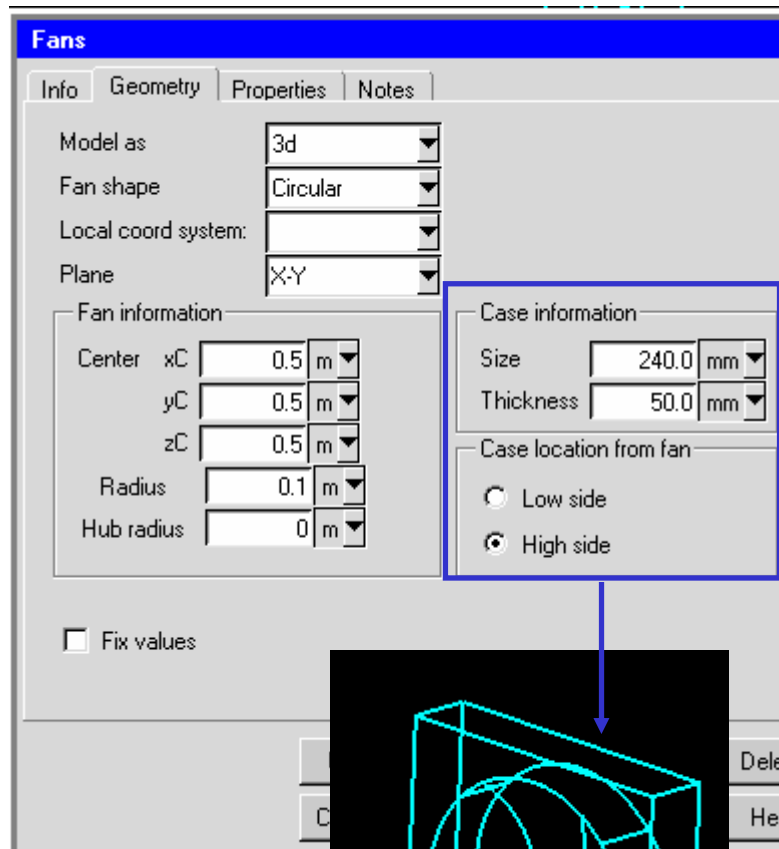 Fans
Info Geometry Properties Notes
Model as 3d
Fan shape Circular
Local coord system:
Plane X-Y
Fan information
Center xC 0.5 m
yC 0.5 m
zC 0.5 m
Radius 0.1 m
Hub radius 0 m
Case information
Size 240.0 mm
Thickness 50.0 mm
Case location from fan
Low side
High side
Fix values
Dele
C He